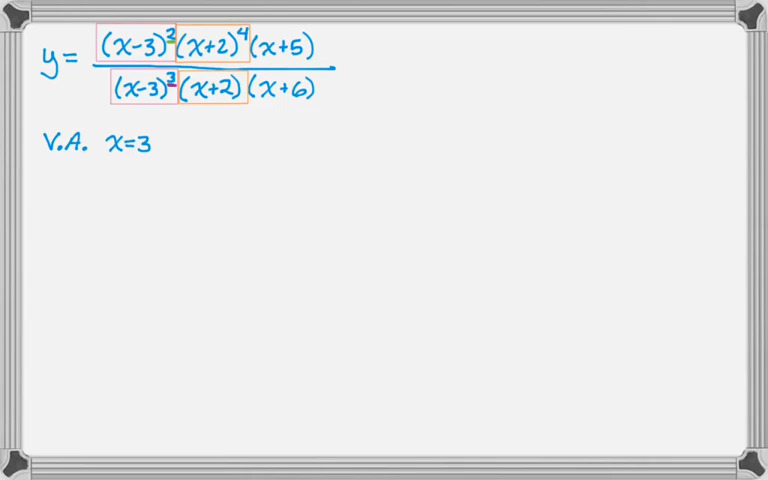 y = (x-3)²(x+2)⁴(x+5)
(x-3)³(x+2)(x+6)
V.A. x=3